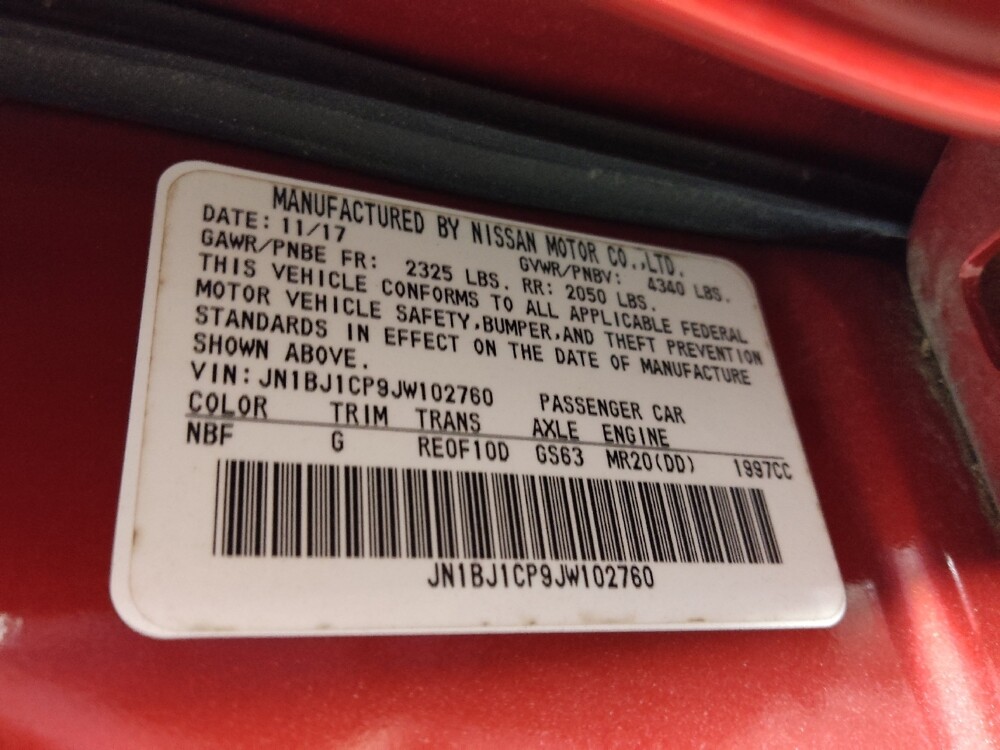 MANUFACTURED BY NISSAN MOTOR CO.,LTD.
DATE: 11/17 GVWR/PNBV: 4340 LBS.
GAWR/PNBE FR: 2325 LBS. RR: 2050 LBS.
THIS VEHICLE CONFORMS TO ALL APPLICABLE FEDERAL
MOTOR VEHICLE SAFETY,BUMPER,AND THEFT PREVENTION
STANDARDS IN EFFECT ON THE DATE OF MANUFACTURE
SHOWN ABOVE.
VIN:JN1BJ1CP9JW102760 PASSENGER CAR
COLOR TRIM TRANS AXLE ENGINE
NBF G RE0F10D GS63 MR20(DD) 1997CC
JN1BJ1CP9JW102760